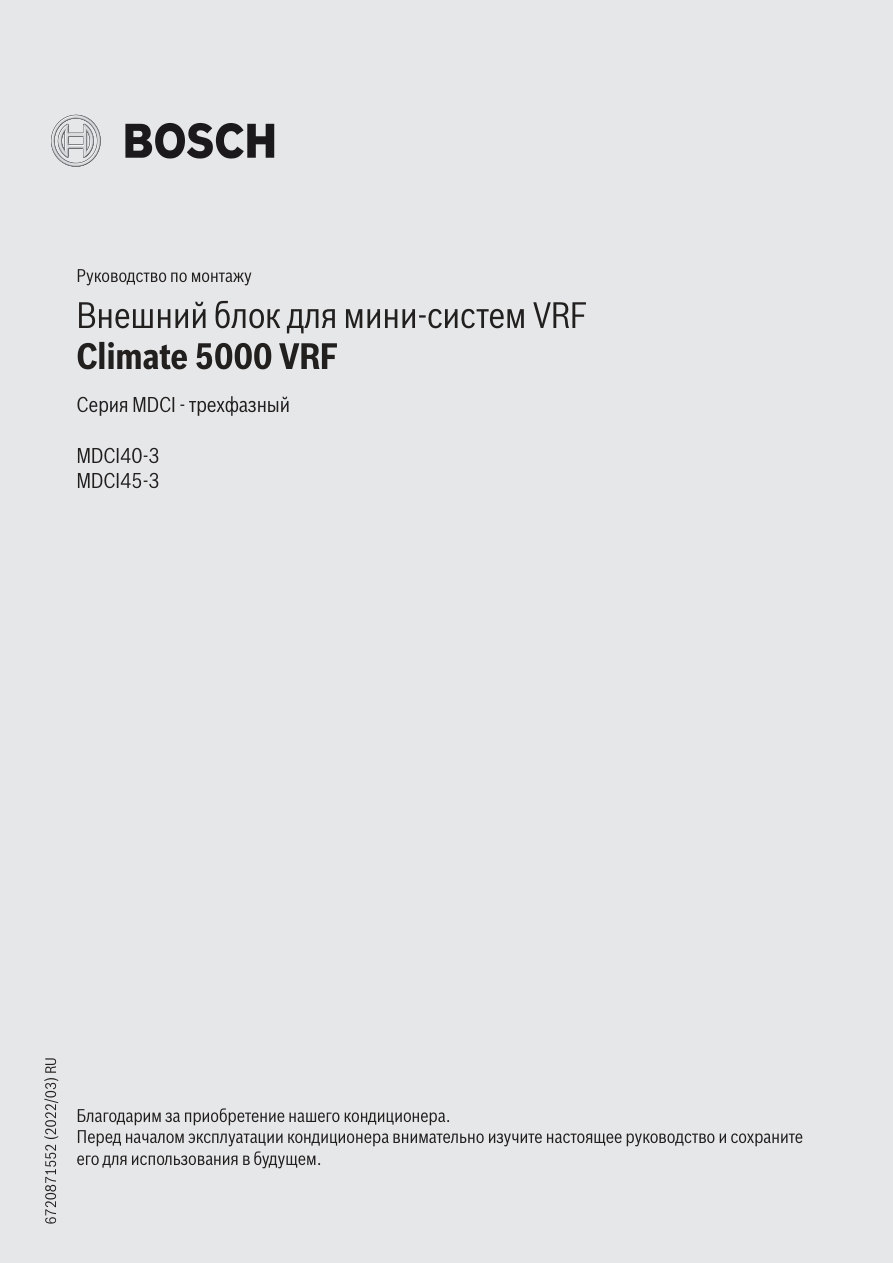 BOSCH
Руководство по монтажу
Внешний блок для мини-систем VRF
Climate 5000 VRF
Серия MDCI - трехфазный
MDCI40-3
MDCI45-3
6720871552 (2022/03) RU
Благодарим за приобретение нашего кондиционера.
Перед началом эксплуатации кондиционера внимательно изучите настоящее руководство и сохраните
его для использования в будущем.